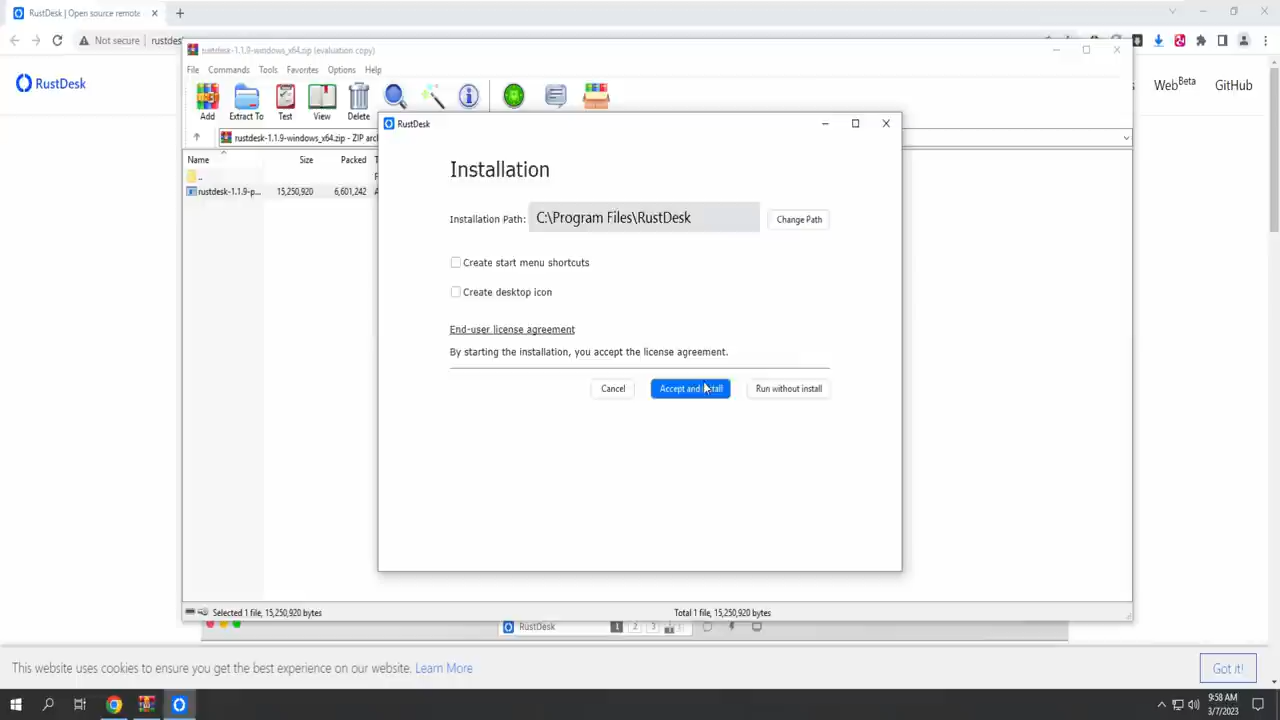 RustDesk | Open source remote
Not secure
rustdes
RustDesk
WebBeta
GitHub
rustdesk-1.1.9-windows_x64.zip (evaluation copy)
File Commands Tools Favorites Options Help
Add Extract To Test View Delete
rustdesk-1.1.9-windows_x64.zip - ZIP arc
Name Size Packed T
..
rustdesk-1.1.9-p... 15,250,920 6,601,242 A
RustDesk
Installation
Installation Path: C:\Program Files\RustDesk Change Path
Create start menu shortcuts
Create desktop icon
End-user license agreement
By starting the installation, you accept the license agreement.
Cancel Accept and install Run without install
Selected 1 file, 15,250,920 bytes
Total 1 file, 15,250,920 bytes
RustDesk 1 2 3
This website uses cookies to ensure you get the best experience on our website. Learn More
Got it!
9:58 AM
3/7/2023